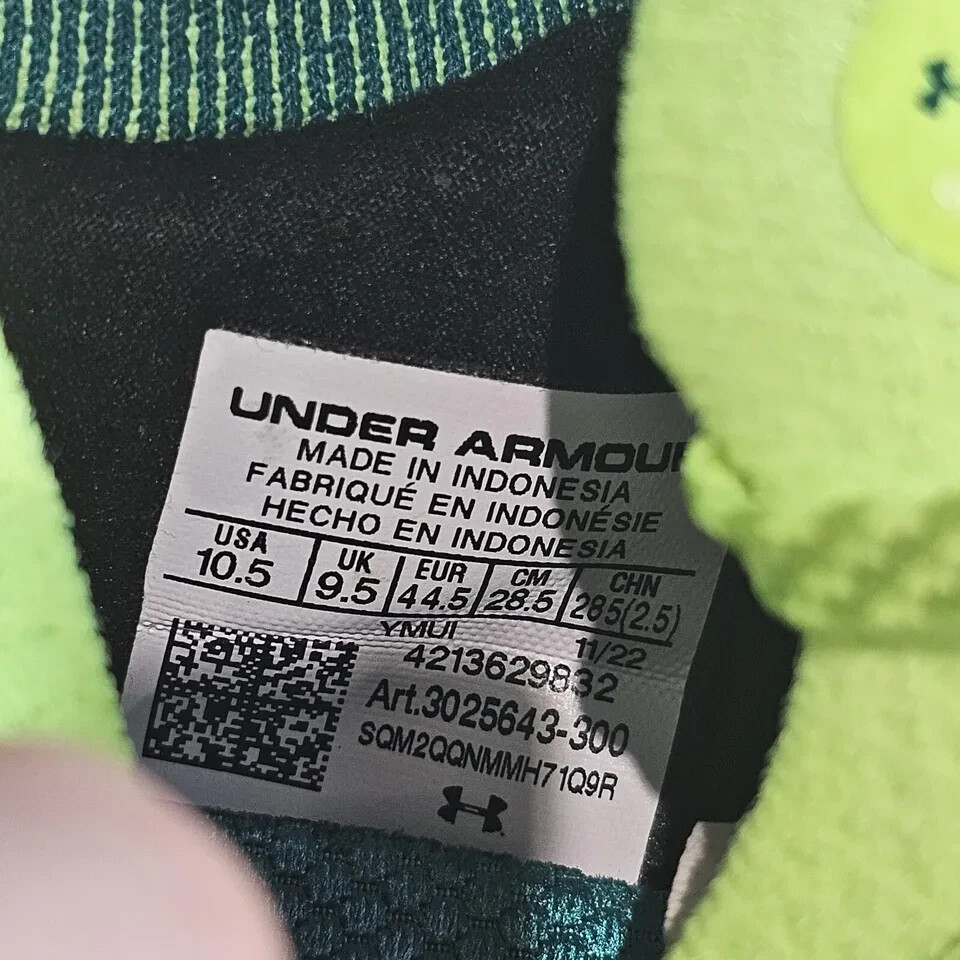 UNDER ARMOU
MADE IN INDONESIA
FABRIQUÉ EN INDONÉSIE
HECHO EN INDONESIA
USA UK EUR CM CHN
10.5 9.5 44.5 28.5 285(2.5)
YMUI 11/22
4213629832
Art.3025643-300
SQM2QQNMMH71Q9R